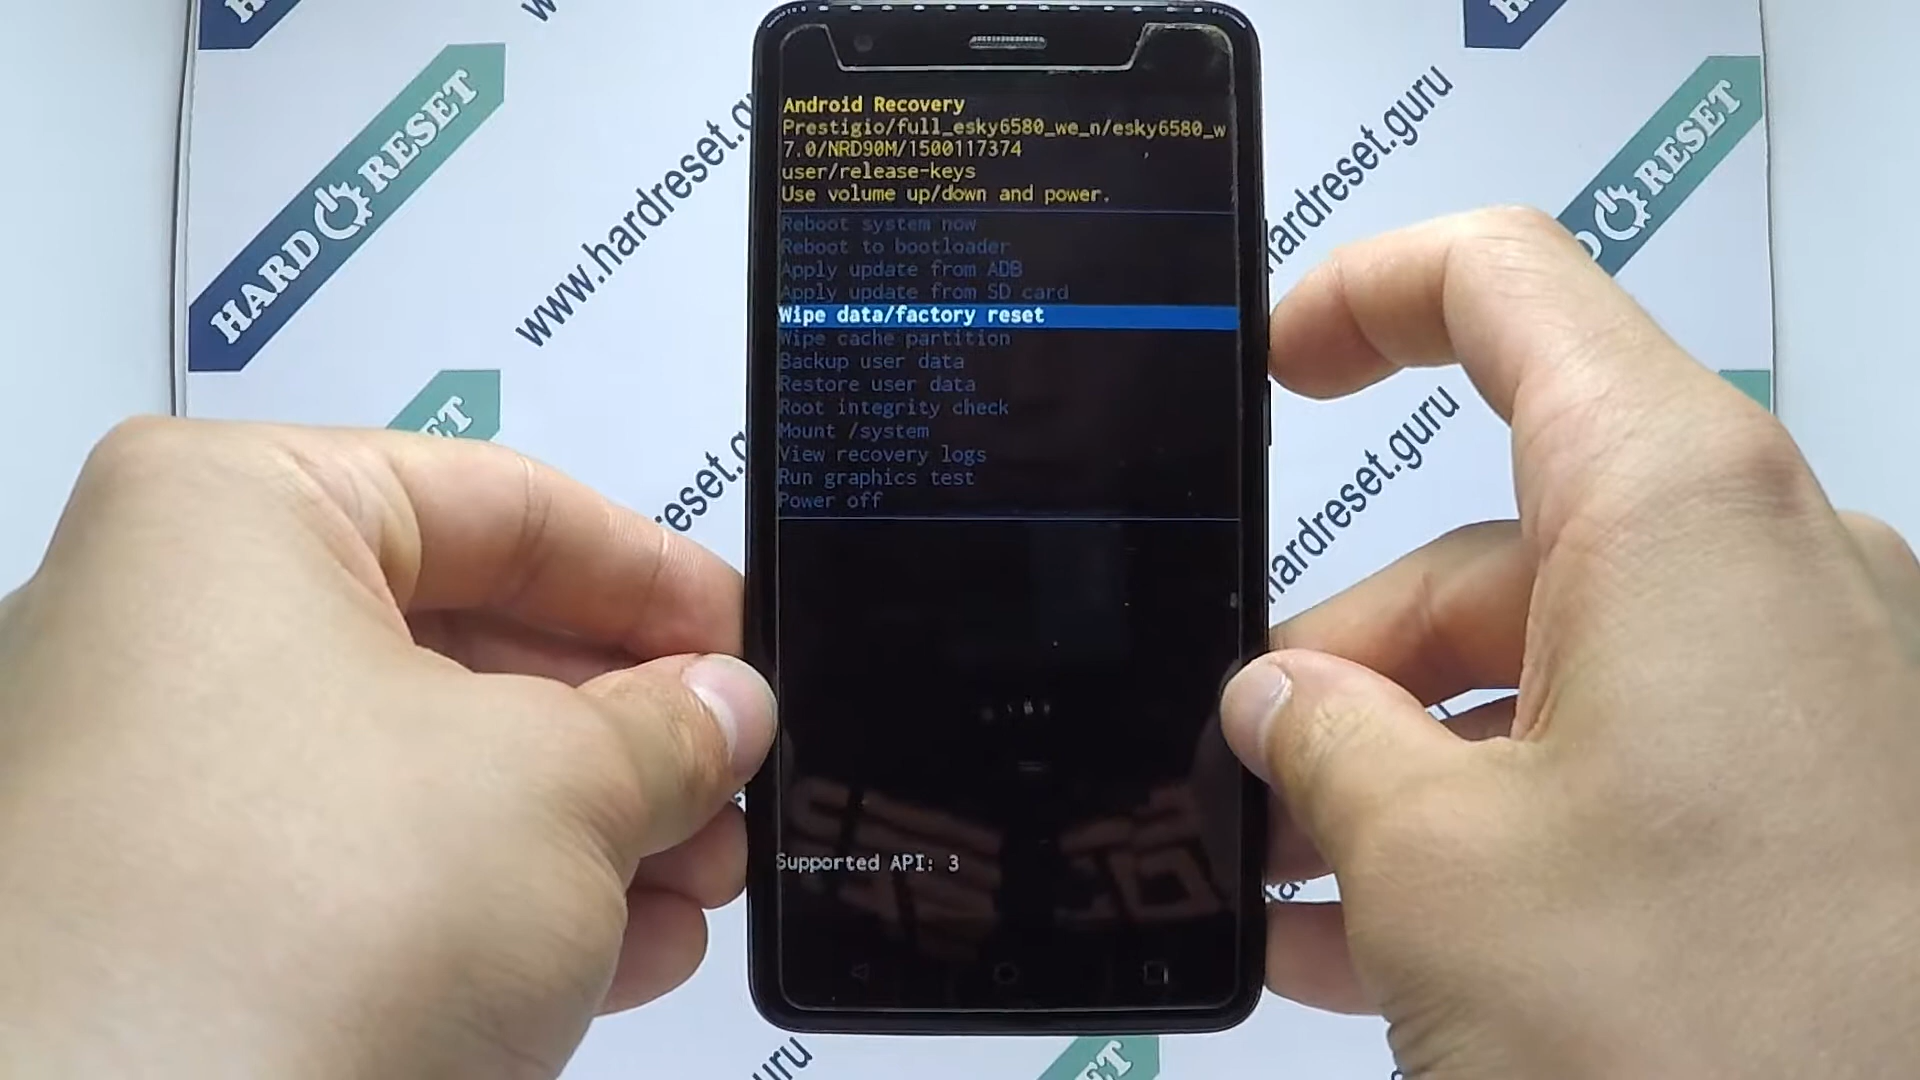 HARD RESET
www.hardreset.g
hardreset.guru
RESET
Android Recovery
Prestigio/full_esky6580_we_n/esky6580_w
7.0/NRD90M/1500117374
user/release-keys
Use volume up/down and power.
Reboot system now
Reboot to bootloader
Apply update from ADB
Apply update from SD card
Wipe data/factory reset
Wipe cache partition
Backup user data
Restore user data
Root integrity check
Mount /system
View recovery logs
Run graphics test
Power off
eset.g
hardreset.guru
Supported API: 3
uru